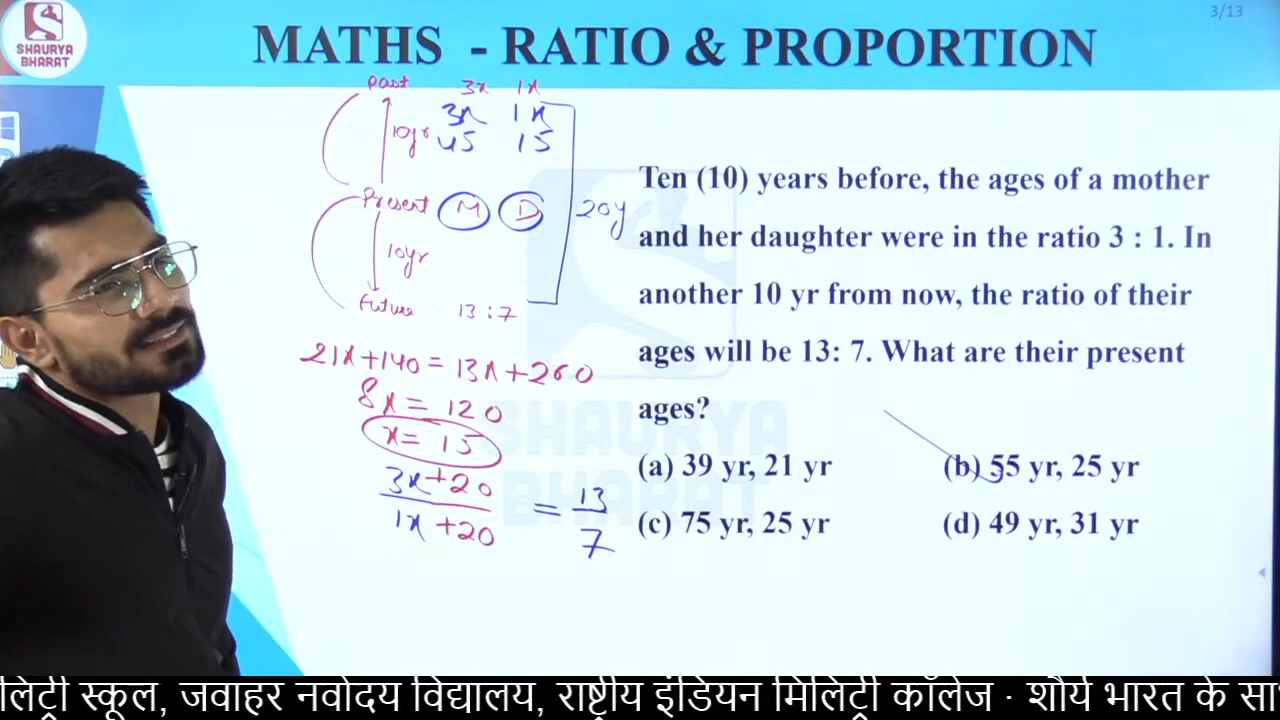 3/13
SHAURYA
BHARAT
MATHS - RATIO & PROPORTION
Past 3x 1x
3x 1x
10yr 45 15
Present M D 20y
10yr
Future 13:7
21x+140=13x+260
8x=120
x=15
3x+20
1x+20
= 13
7
Ten (10) years before, the ages of a mother
and her daughter were in the ratio 3 : 1. In
another 10 yr from now, the ratio of their
ages will be 13: 7. What are their present
ages?
(a) 39 yr, 21 yr
(b) 55 yr, 25 yr
(c) 75 yr, 25 yr
(d) 49 yr, 31 yr
SHAURYA
BHARAT
लिट्री स्कूल, जवाहर नवोदय विद्यालय, राष्ट्रीय इंडियन मिलिट्री कॉलेज · शौर्य भारत के सा